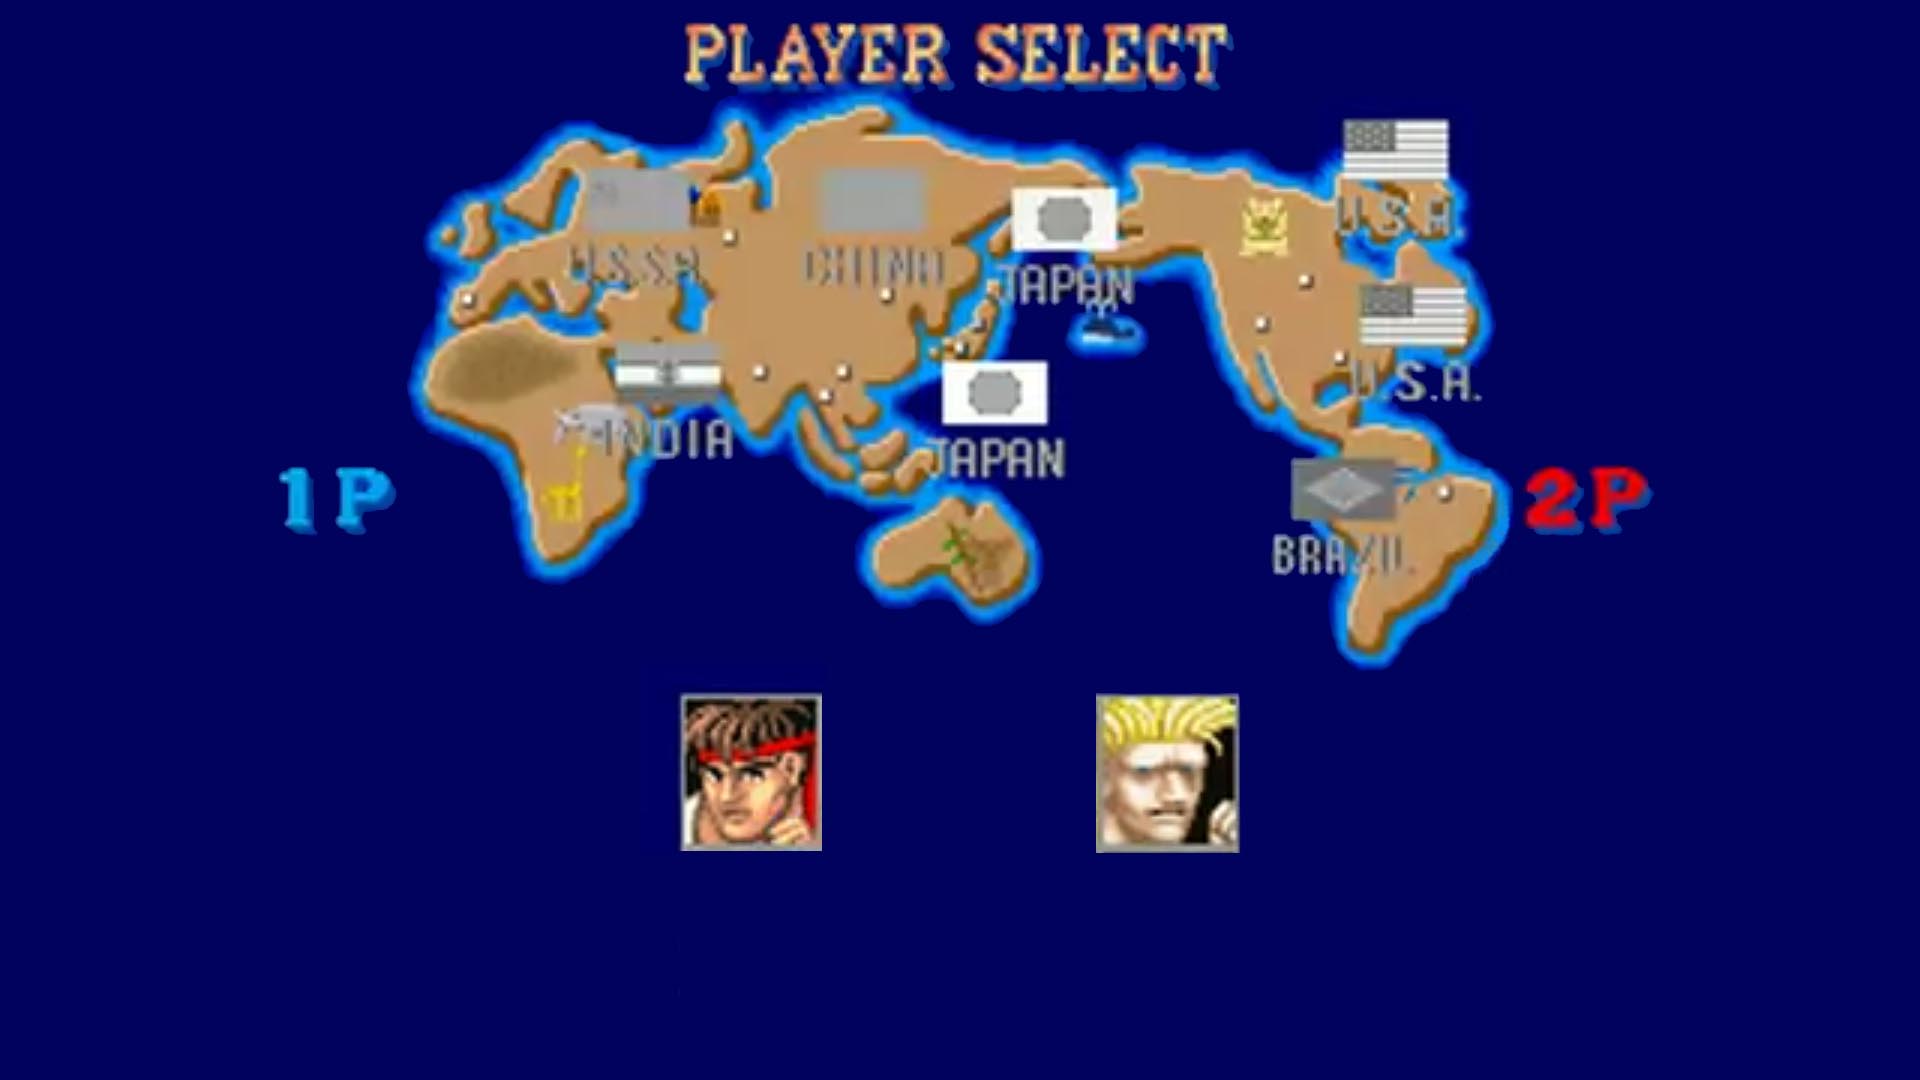 PLAYER SELECT
U.S.A.
U.S.S.R.
CHINA
JAPAN
U.S.A.
INDIA
JAPAN
1P
2P
BRAZIL